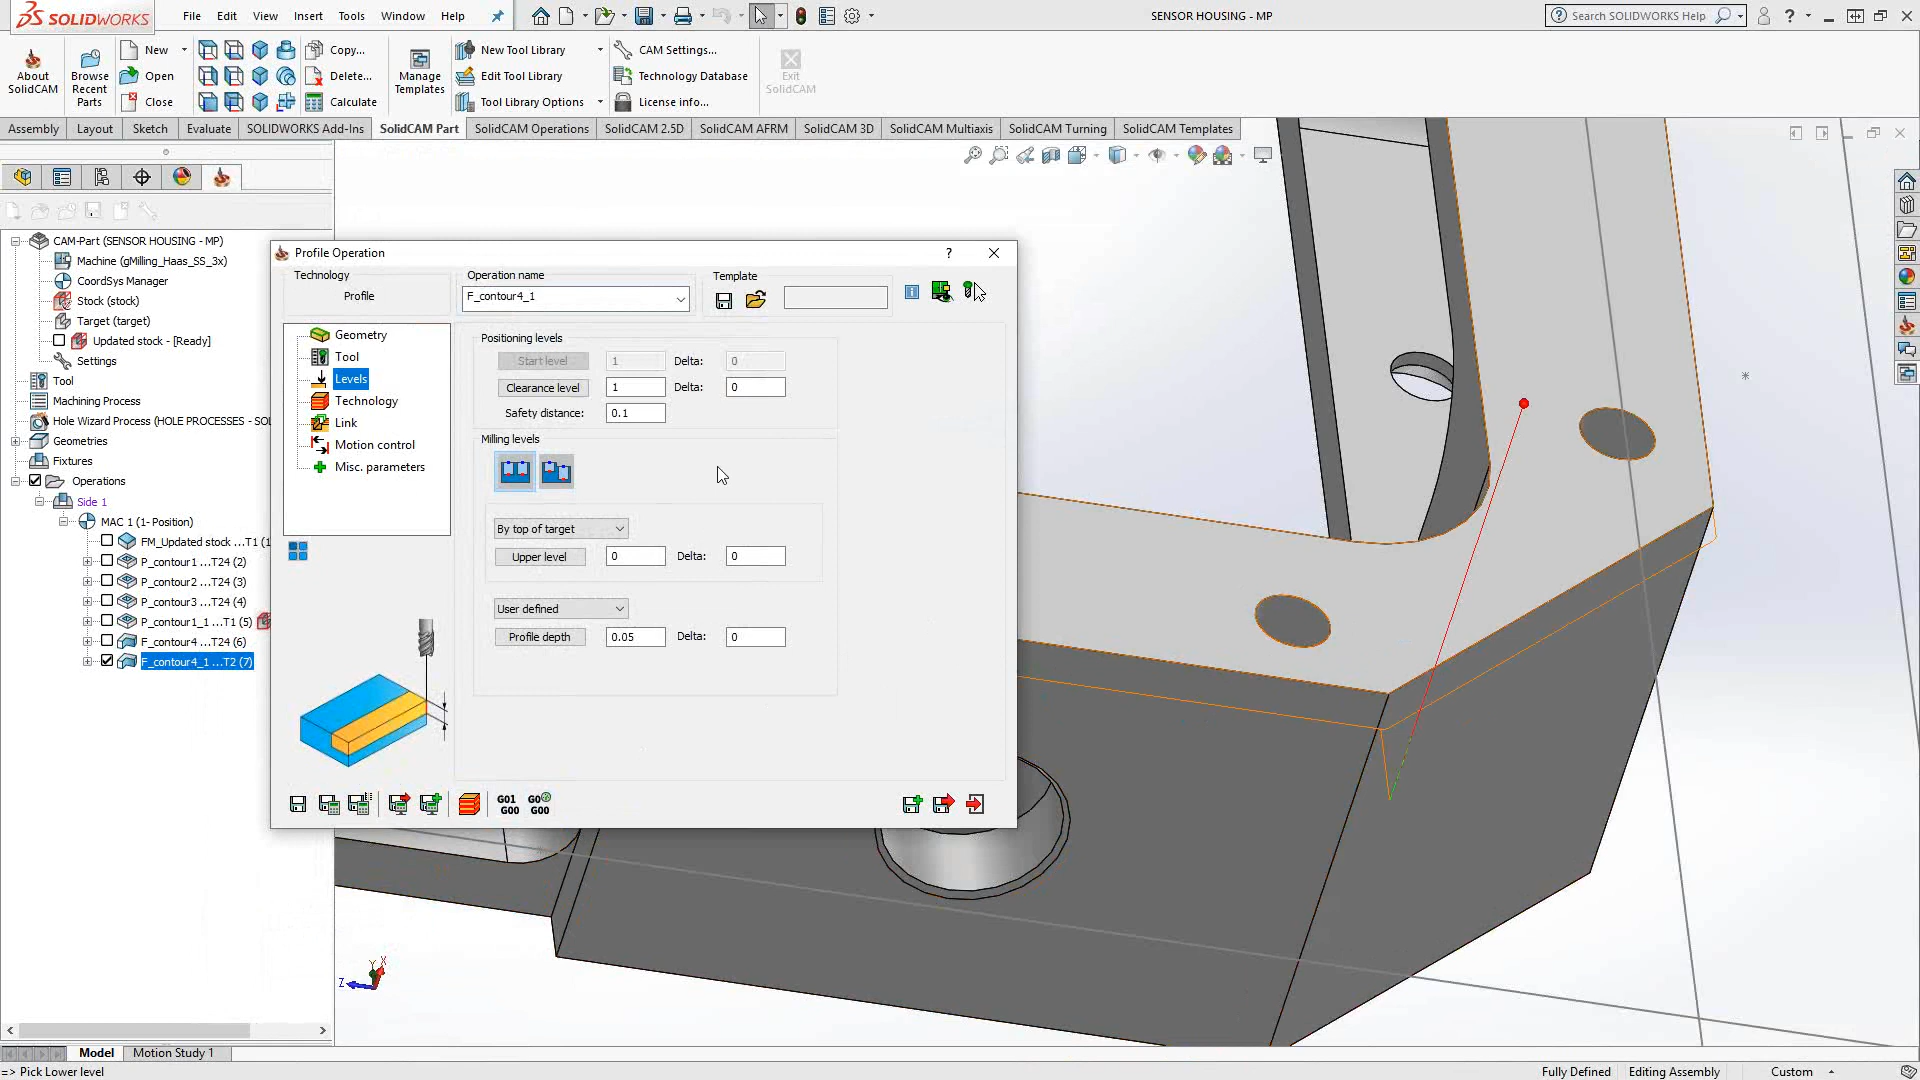 SOLIDWORKS
File Edit View Insert Tools Window Help
SENSOR HOUSING - MP
Search SOLIDWORKS Help
About SolidCAM
Browse Recent Parts
New
Open
Close
Copy...
Delete...
Calculate
Manage Templates
New Tool Library
Edit Tool Library
Tool Library Options
CAM Settings...
Technology Database
License info...
Exit SolidCAM
Assembly Layout Sketch Evaluate SOLIDWORKS Add-Ins SolidCAM Part SolidCAM Operations SolidCAM 2.5D SolidCAM AFRM SolidCAM 3D SolidCAM Multiaxis SolidCAM Turning SolidCAM Templates
CAM-Part (SENSOR HOUSING - MP)
Machine (gMilling_Haas_SS_3x)
CoordSys Manager
Stock (stock)
Target (target)
Updated stock - [Ready]
Settings
Tool
Machining Process
Hole Wizard Process (HOLE PROCESSES - SO
Geometries
Fixtures
Operations
Side 1
MAC 1 (1- Position)
FM_Updated stock ...T1 (1
P_contour1 ...T24 (2)
P_contour2 ...T24 (3)
P_contour3 ...T24 (4)
P_contour1_1 ...T1 (5)
F_contour4 ...T24 (6)
F_contour4_1 ...T2 (7)
Profile Operation
Technology
Profile
Operation name
F_contour4_1
Template
Geometry
Tool
Levels
Technology
Link
Motion control
Misc. parameters
Positioning levels
Start level 1 Delta: 0
Clearance level 1 Delta: 0
Safety distance: 0.1
Milling levels
By top of target
Upper level 0 Delta: 0
User defined
Profile depth 0.05 Delta: 0
G01 G00
G00
Z Y X
Model Motion Study 1
=> Pick Lower level
Fully Defined Editing Assembly Custom